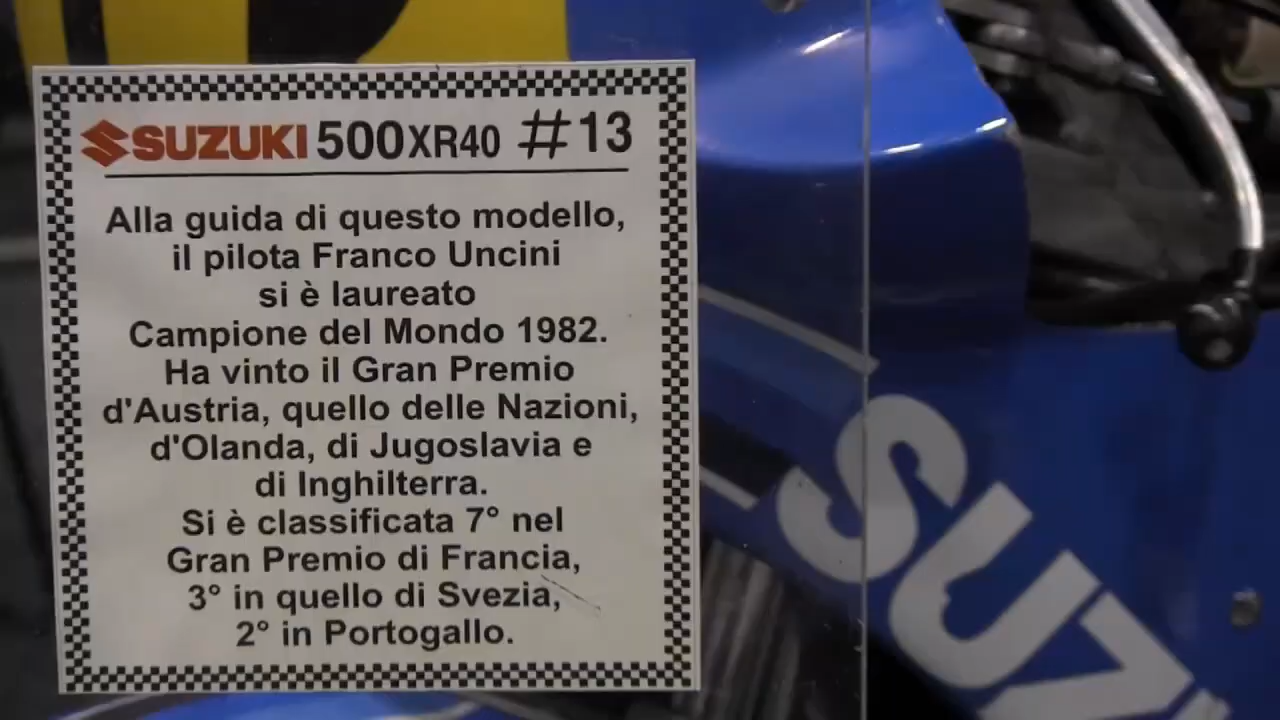 SUZUKI 500XR40 #13
Alla guida di questo modello,
il pilota Franco Uncini
si è laureato
Campione del Mondo 1982.
Ha vinto il Gran Premio
d'Austria, quello delle Nazioni,
d'Olanda, di Jugoslavia e
di Inghilterra.
Si è classificata 7° nel
Gran Premio di Francia,
3° in quello di Svezia,
2° in Portogallo.
SUZ